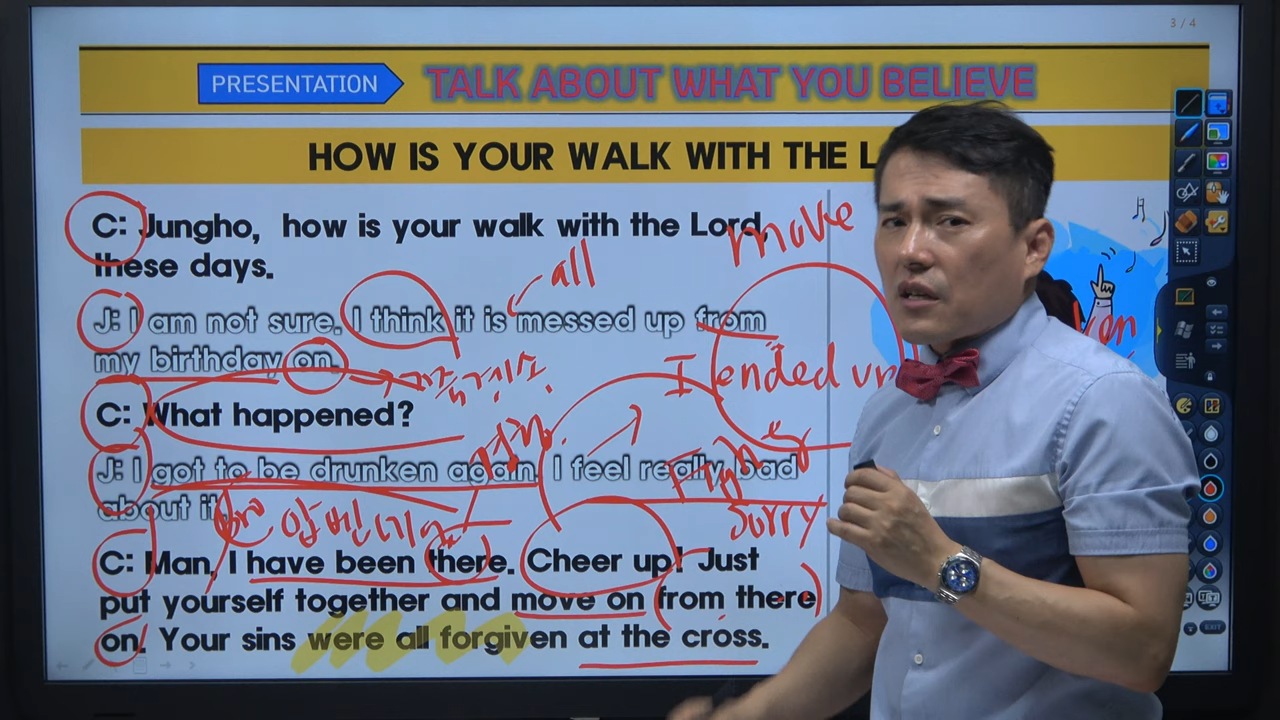 3 / 4
PRESENTATION
TALK ABOUT WHAT YOU BELIEVE
HOW IS YOUR WALK WITH THE L
C: Jungho, how is your walk with the Lord,
these days.
move
all
J: I am not sure. I think it is messed up from
my birthday on.
I ended up
C: What happened?
J: I got to be drunken again. I feel really bad
about it
sorry
C: Man, I have been there. Cheer up! Just
put yourself together and move on from there
on. Your sins were all forgiven at the cross.
EXIT